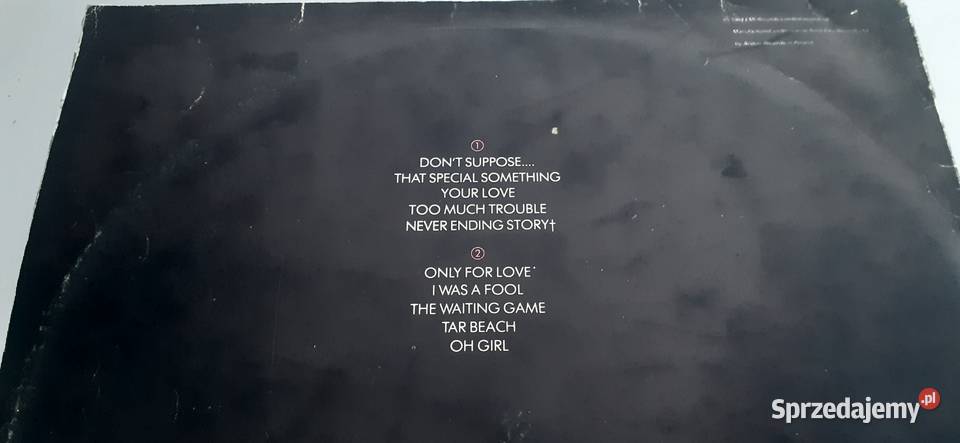 ①
DON'T SUPPOSE....
THAT SPECIAL SOMETHING
YOUR LOVE
TOO MUCH TROUBLE
NEVER ENDING STORY†
②
ONLY FOR LOVE*
I WAS A FOOL
THE WAITING GAME
TAR BEACH
OH GIRL
Sprzedajemy.pl